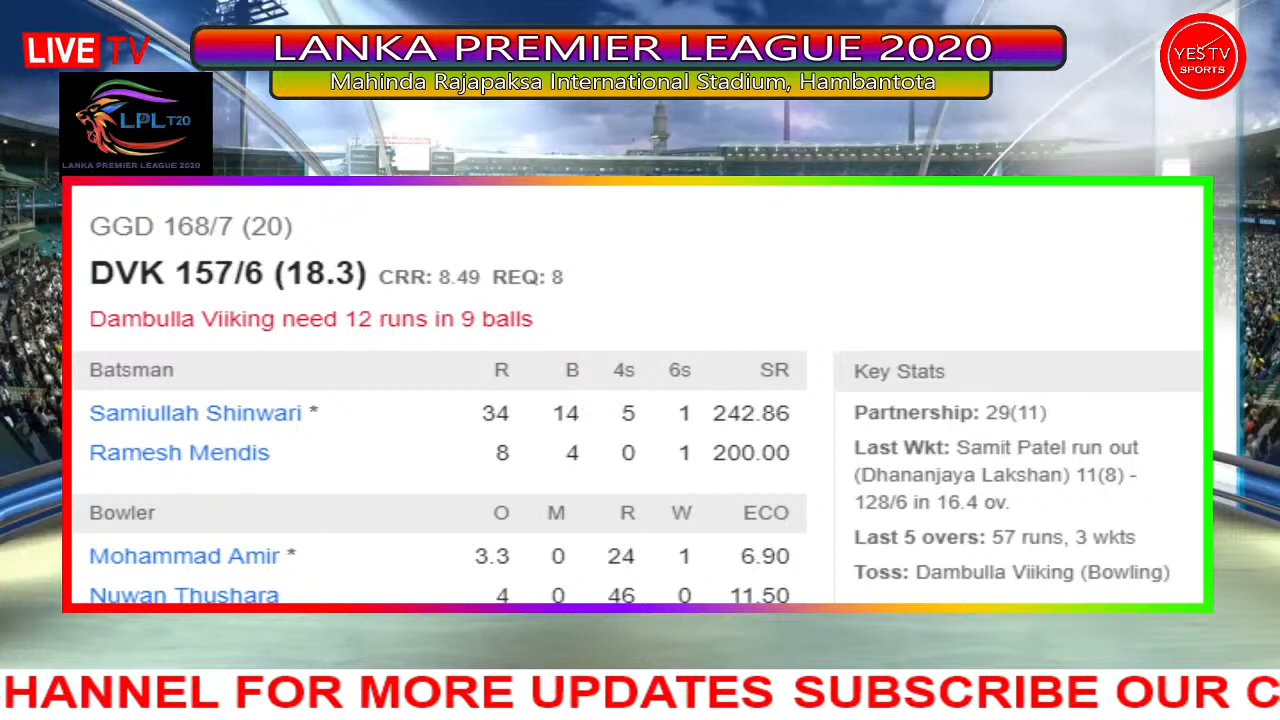 LIVE TV
LANKA PREMIER LEAGUE 2020
Mahinda Rajapaksa International Stadium, Hambantota
YES TV
SPORTS
LPL T20
LANKA PREMIER LEAGUE 2020
GGD 168/7 (20)
DVK 157/6 (18.3) CRR: 8.49 REQ: 8
Dambulla Viiking need 12 runs in 9 balls
Batsman R B 4s 6s SR
Samiullah Shinwari * 34 14 5 1 242.86
Ramesh Mendis 8 4 0 1 200.00
Bowler O M R W ECO
Mohammad Amir * 3.3 0 24 1 6.90
Nuwan Thushara 4 0 46 0 11.50
Key Stats
Partnership: 29(11)
Last Wkt: Samit Patel run out
(Dhananjaya Lakshan) 11(8) -
128/6 in 16.4 ov.
Last 5 overs: 57 runs, 3 wkts
Toss: Dambulla Viiking (Bowling)
HANNEL FOR MORE UPDATES SUBSCRIBE OUR C